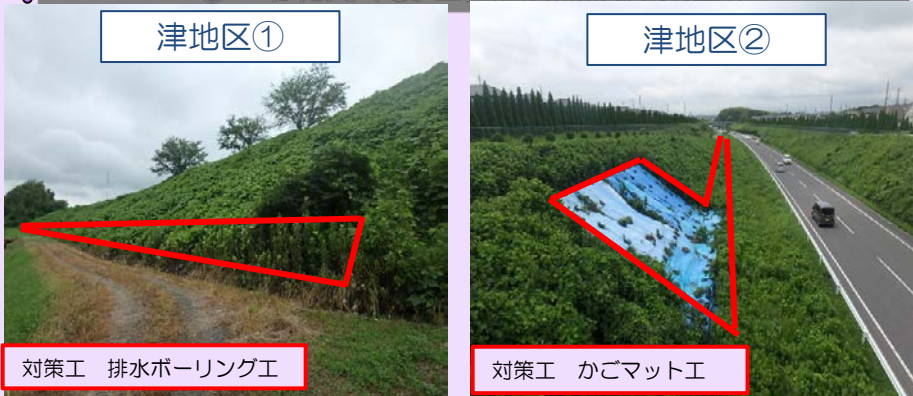 津地区①
津地区②
対策工 排水ボーリング工
対策工 かごマット工